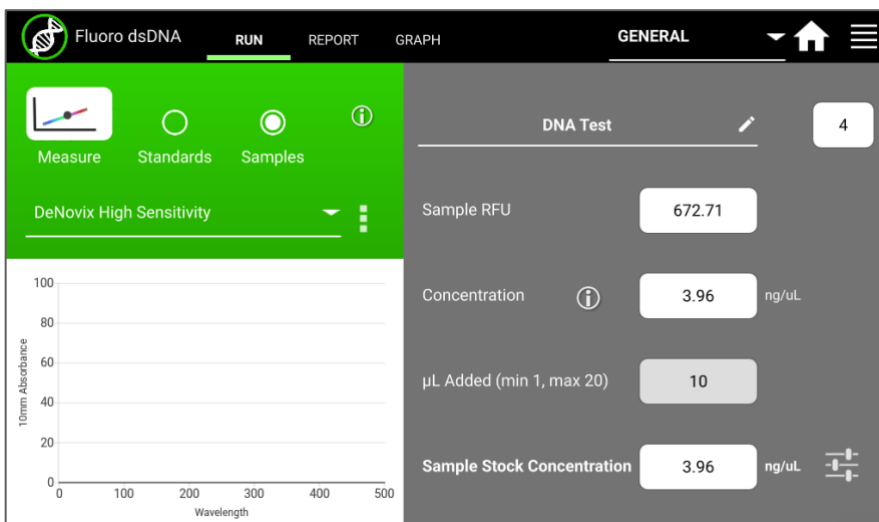 Fluoro dsDNA RUN REPORT GRAPH GENERAL
Measure Standards Samples
DeNovix High Sensitivity
100
80
60
40
20
0
10mm Absorbance
0 100 200 300 400 500
Wavelength
DNA Test 4
Sample RFU 672.71
Concentration 3.96 ng/uL
µL Added (min 1, max 20) 10
Sample Stock Concentration 3.96 ng/uL